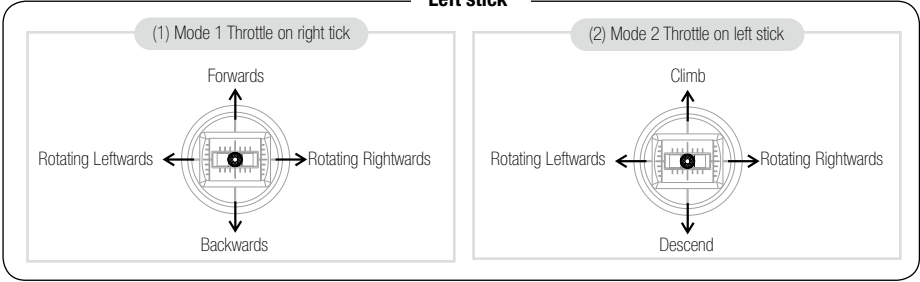 Left stick
(1) Mode 1 Throttle on right tick
Forwards
Rotating Leftwards
Rotating Rightwards
Backwards
(2) Mode 2 Throttle on left stick
Climb
Rotating Leftwards
Rotating Rightwards
Descend